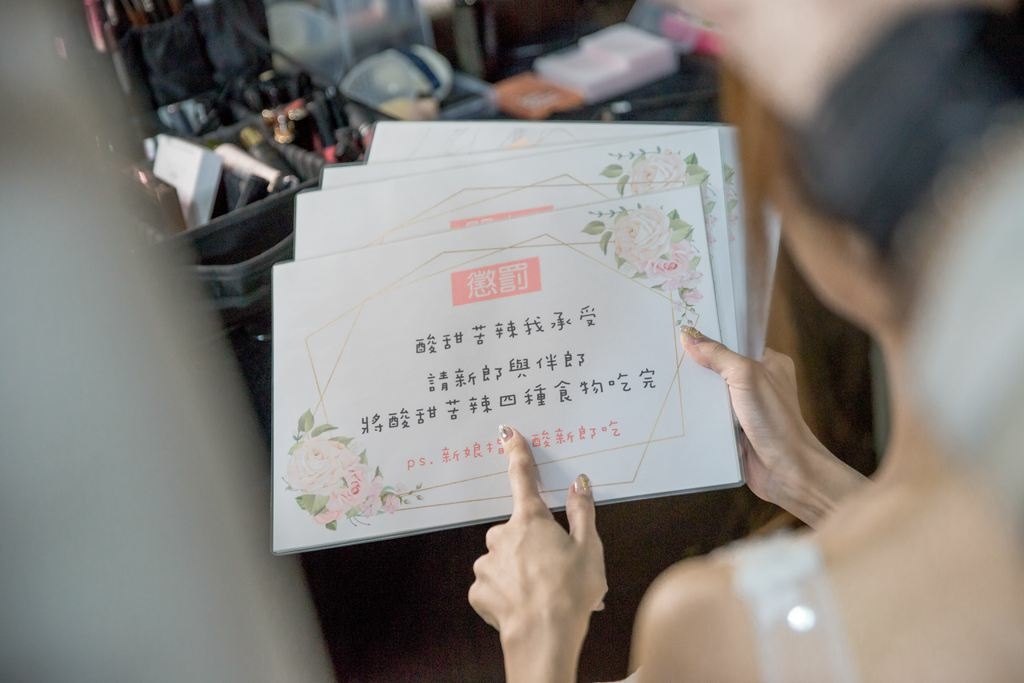 懲罰
酸甜苦辣我承受
請新郎與伴郎
將酸甜苦辣四種食物吃完
ps. 新娘指 酸新郎吃